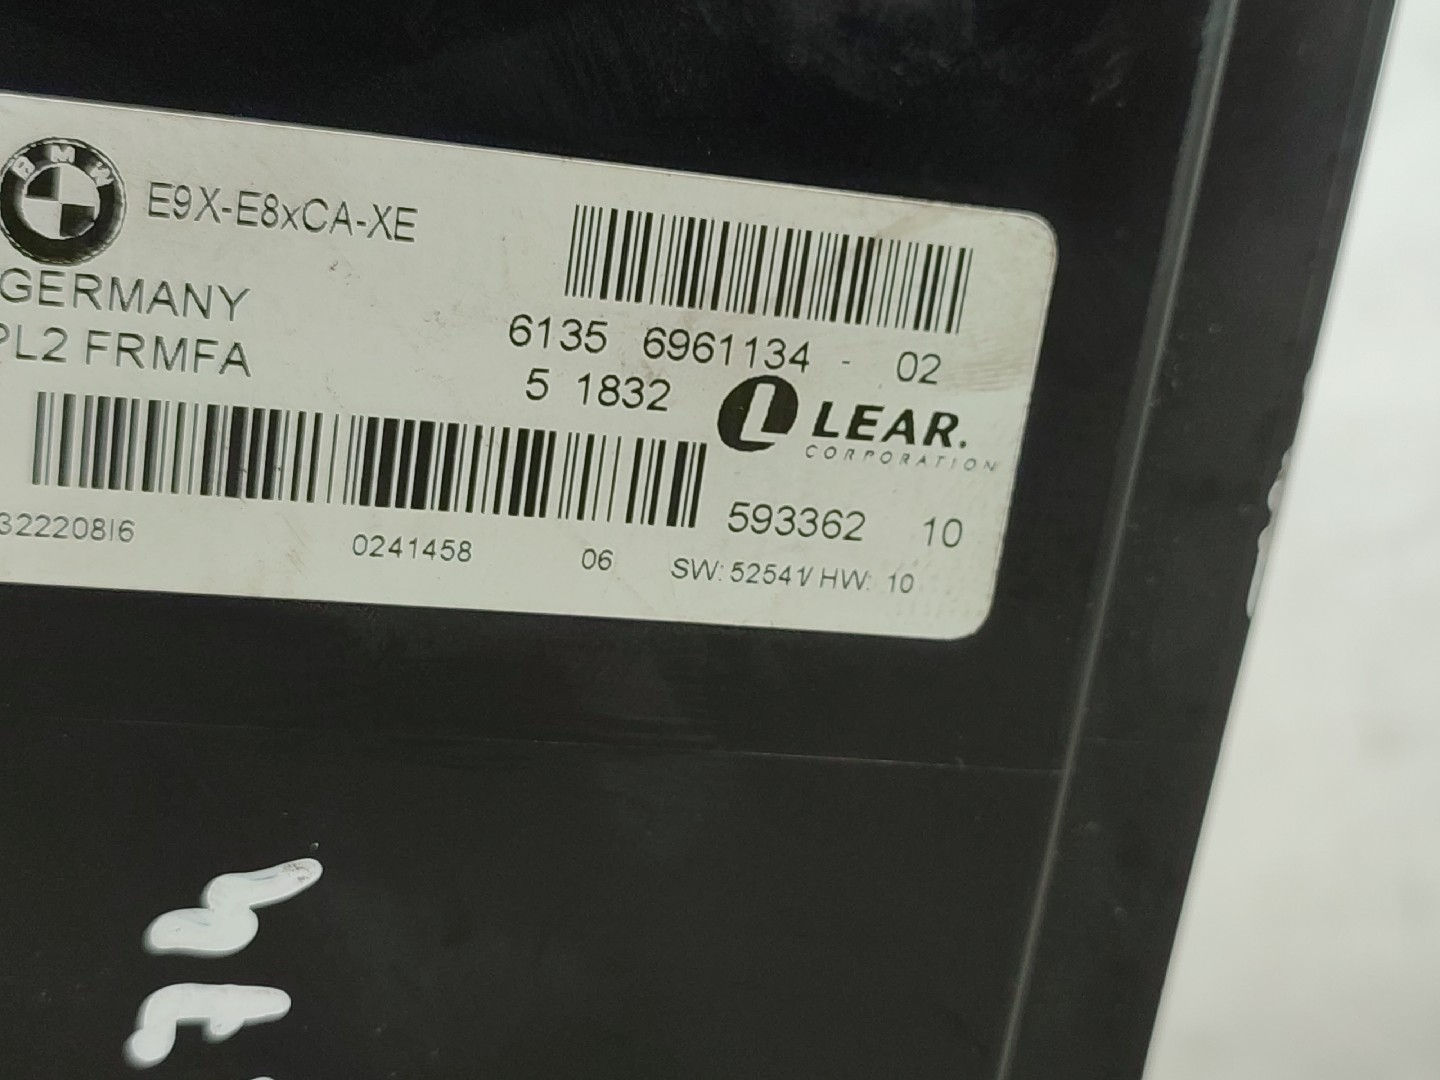 BMW
E9X-E8xCA-XE
GERMANY
PL2 FRMFA
6135 6961134 - 02
5 1832
LEAR.
CORPORATION
593362 10
32220816 0241458 06 SW: 52541/ HW: 10